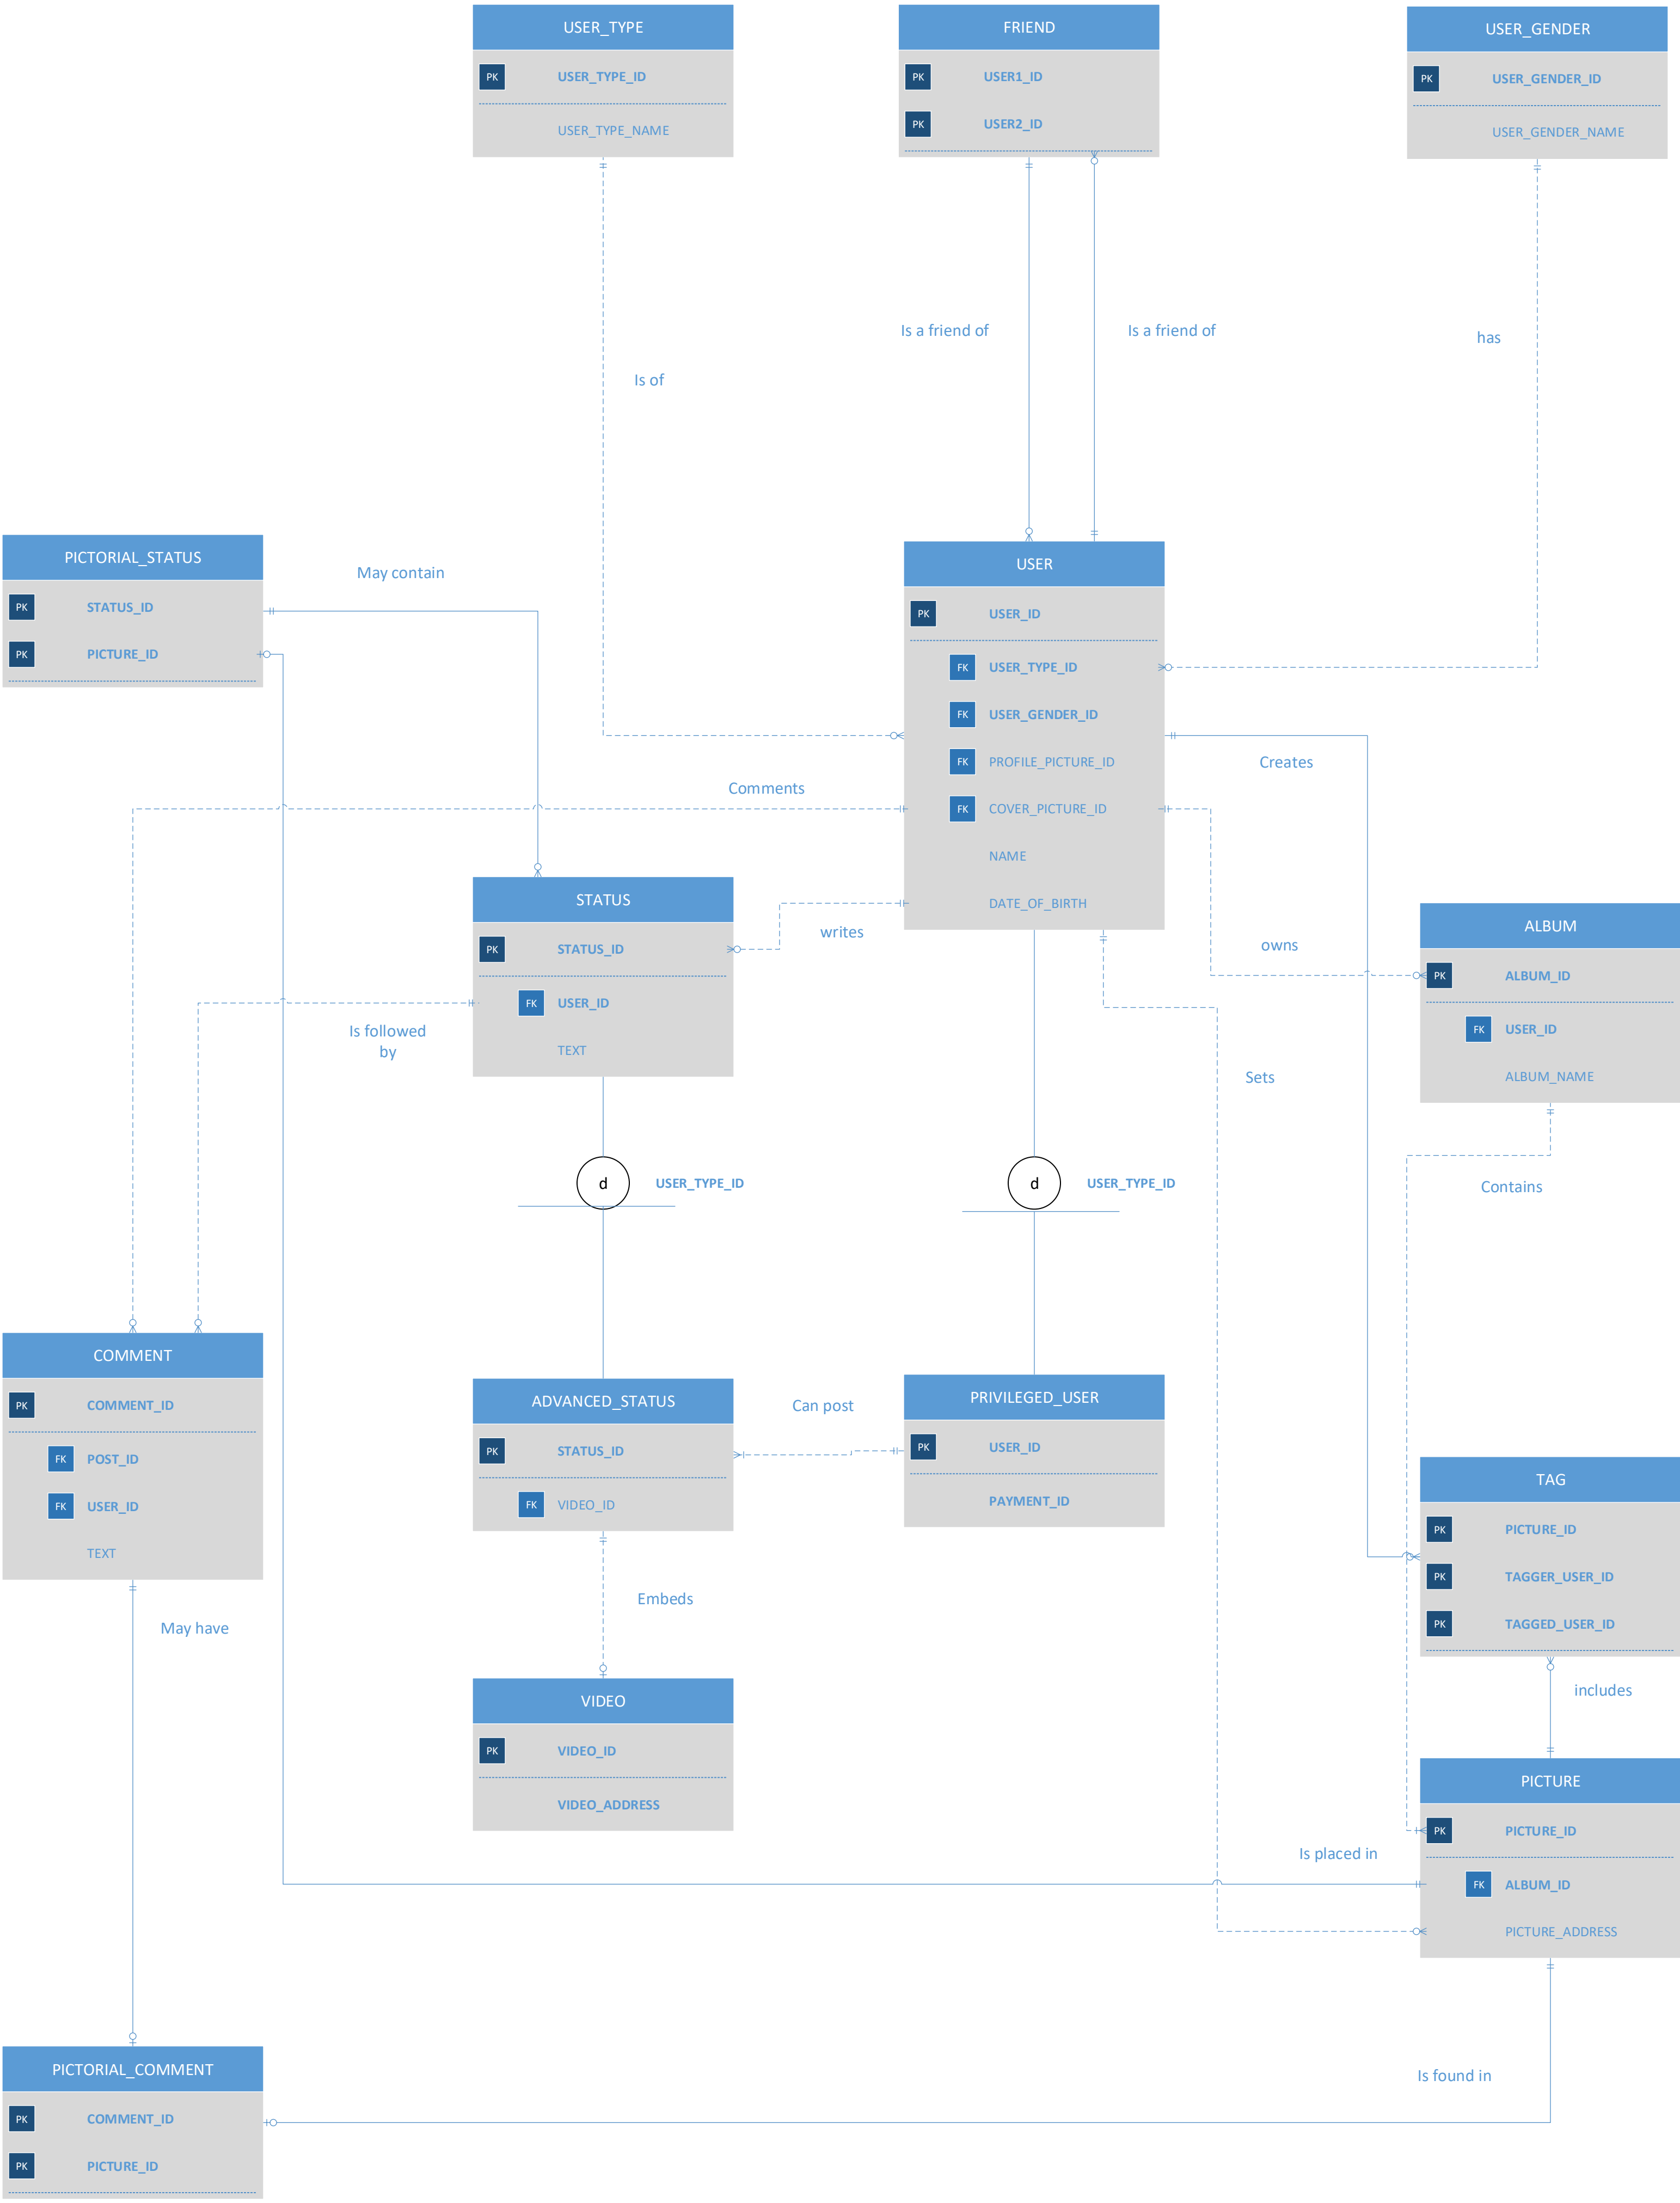 USER_TYPE
PK USER_TYPE_ID
USER_TYPE_NAME
FRIEND
PK USER1_ID
PK USER2_ID
USER_GENDER
PK USER_GENDER_ID
USER_GENDER_NAME
Is a friend of
Is a friend of
has
Is of
PICTORIAL_STATUS
PK STATUS_ID
PK PICTURE_ID
May contain
USER
PK USER_ID
FK USER_TYPE_ID
FK USER_GENDER_ID
FK PROFILE_PICTURE_ID
FK COVER_PICTURE_ID
NAME
DATE_OF_BIRTH
Creates
Comments
STATUS
PK STATUS_ID
FK USER_ID
TEXT
writes
owns
ALBUM
PK ALBUM_ID
FK USER_ID
ALBUM_NAME
Is followed
by
Sets
d USER_TYPE_ID
d USER_TYPE_ID
Contains
COMMENT
PK COMMENT_ID
FK POST_ID
FK USER_ID
TEXT
ADVANCED_STATUS
PK STATUS_ID
FK VIDEO_ID
Can post
PRIVILEGED_USER
PK USER_ID
PAYMENT_ID
TAG
PK PICTURE_ID
PK TAGGER_USER_ID
PK TAGGED_USER_ID
Embeds
May have
includes
VIDEO
PK VIDEO_ID
VIDEO_ADDRESS
PICTURE
PK PICTURE_ID
FK ALBUM_ID
PICTURE_ADDRESS
Is placed in
PICTORIAL_COMMENT
PK COMMENT_ID
PK PICTURE_ID
Is found in